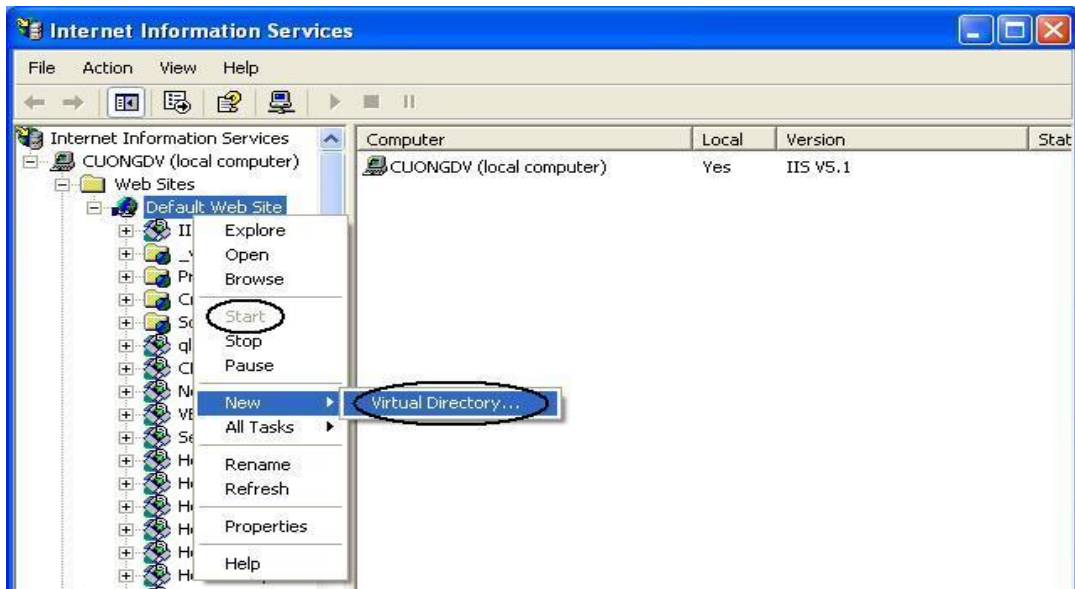 Internet Information Services
File Action View Help
Internet Information Services
CUONGDV (local computer)
Web Sites
Default Web Site
Explore
Open
Browse
Start
Stop
Pause
New
Virtual Directory...
All Tasks
Rename
Refresh
Properties
Help
Computer Local Version
CUONGDV (local computer) Yes IIS V5.1